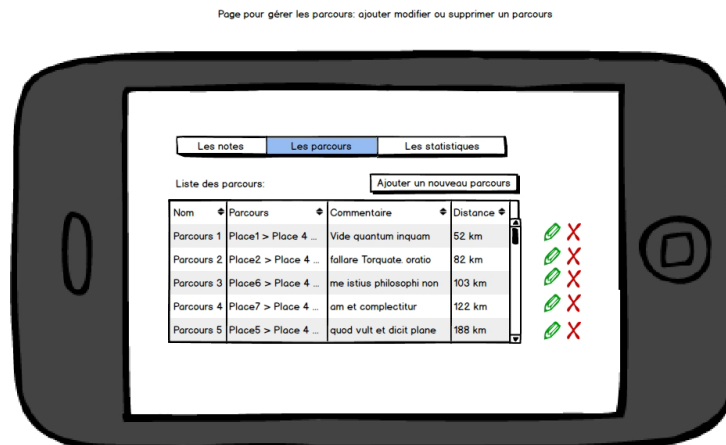 Page pour gérer les parcours: ajouter modifier ou supprimer un parcours
Les notes Les parcours Les statistiques
Liste des parcours: Ajouter un nouveau parcours
Nom Parcours Commentaire Distance
Parcours 1 Place1 > Place 4 ... Vide quantum inquam 52 km
Parcours 2 Place2 > Place 4 ... fallare Torquate. oratio 82 km
Parcours 3 Place6 > Place 4 ... me istius philosophi non 103 km
Parcours 4 Place7 > Place 4 ... am et complectitur 122 km
Parcours 5 Place5 > Place 4 ... quod vult et dicit plane 188 km